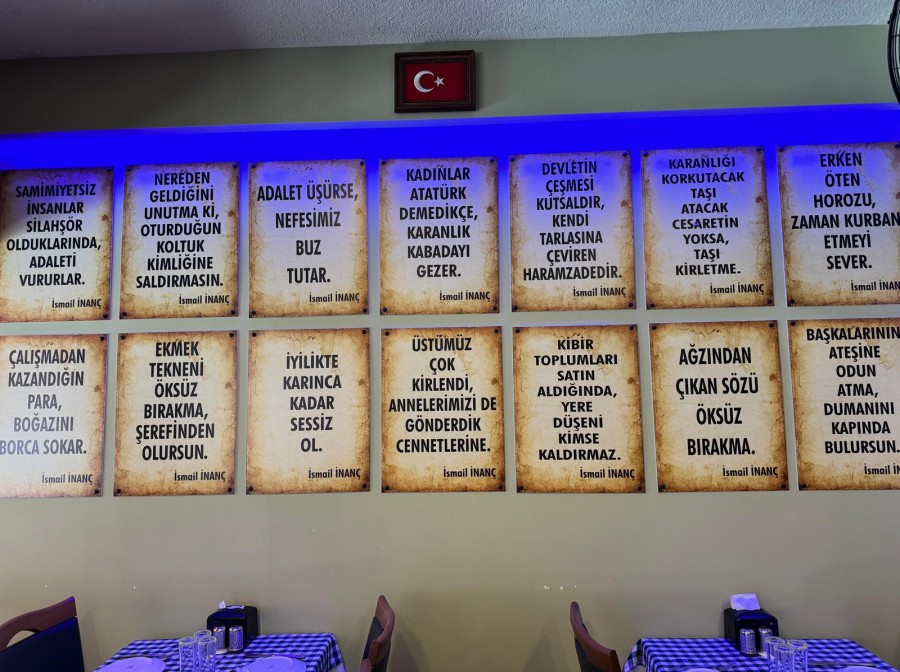 SAMİMİYETSİZ
İNSANLAR
SİLAHŞÖR
OLDUKLARINDA,
ADALETİ
VURURLAR.
İsmail İNANÇ
NEREDEN
GELDİĞİNİ
UNUTMA Kİ,
OTURDUĞUN
KOLTUK
KİMLİĞİNE
SALDIRMASIN.
İsmail İNANÇ
ADALET ÜŞÜRSE,
NEFESİMİZ
BUZ
TUTAR.
İsmail İNANÇ
KADINLAR
ATATÜRK
DEMEDİKÇE,
KARANLIK
KABADAYI
GEZER.
İsmail İNANÇ
DEVLETİN
ÇEŞMESİ
KUTSALDIR,
KENDİ
TARLASINA
ÇEVİREN
HARAMZADEDİR.
İsmail İNANÇ
KARANLIĞI
KORKUTACAK
TAŞI
ATACAK
CESARETİN
YOKSA,
TAŞI
KİRLETME.
İsmail İNANÇ
ERKEN
ÖTEN
HOROZU,
ZAMAN KURBAN
ETMEYİ
SEVER.
İsmail İNAN
ÇALIŞMADAN
KAZANDIĞIN
PARA,
BOĞAZINI
BORCA SOKAR.
İsmail İNANÇ
EKMEK
TEKNENİ
ÖKSÜZ
BIRAKMA,
ŞEREFİNDEN
OLURSUN.
İsmail İNANÇ
İYİLİKTE
KARINCA
KADAR
SESSİZ
OL.
İsmail İNANÇ
ÜSTÜMÜZ
ÇOK
KİRLENDİ,
ANNELERİMİZİ DE
GÖNDERDİK
CENNETLERİNE.
İsmail İNANÇ
KİBİR
TOPLUMLARI
SATIN
ALDIĞINDA,
YERE
DÜŞENİ
KİMSE
KALDIRMAZ.
İsmail İNANÇ
AĞZINDAN
ÇIKAN SÖZÜ
ÖKSÜZ
BIRAKMA.
İsmail İNANÇ
BAŞKALARININ
ATEŞİNE
ODUN
ATMA,
DUMANINI
KAPINDA
BULURSUN.
İsmail İNAN